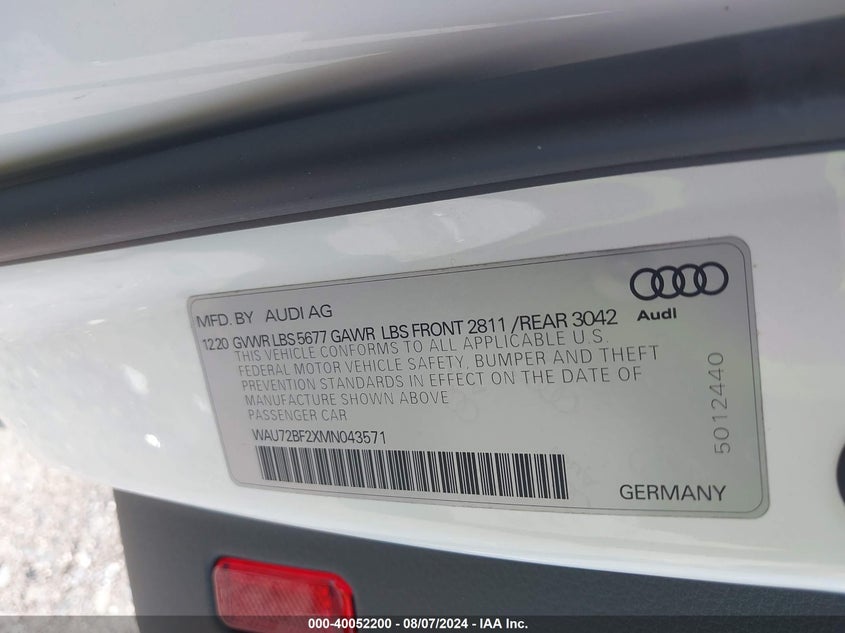 MFD. BY AUDI AG
Audi
12.20 GVWR LBS 5677 GAWR LBS FRONT 2811 /REAR 3042
THIS VEHICLE CONFORMS TO ALL APPLICABLE U.S.
FEDERAL MOTOR VEHICLE SAFETY, BUMPER AND THEFT
PREVENTION STANDARDS IN EFFECT ON THE DATE OF
MANUFACTURE SHOWN ABOVE
PASSENGER CAR
WAU72BF2XMN043571
5012440
GERMANY
000-40052200 - 08/07/2024 - IAA Inc.